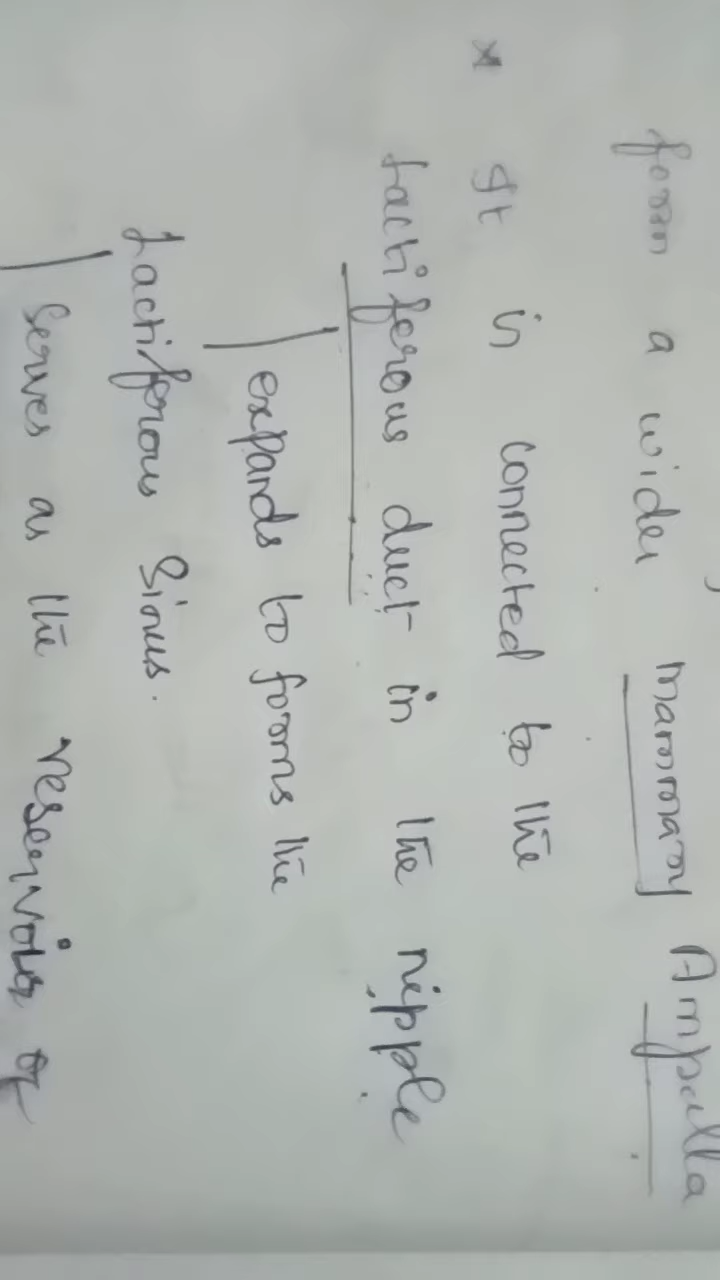 form a wider mammary Ampulla
* It is connected to the
Lactiferous duct in the nipple
expands to forms the
Lactiferous Sinus.
Serves as the reservoir of